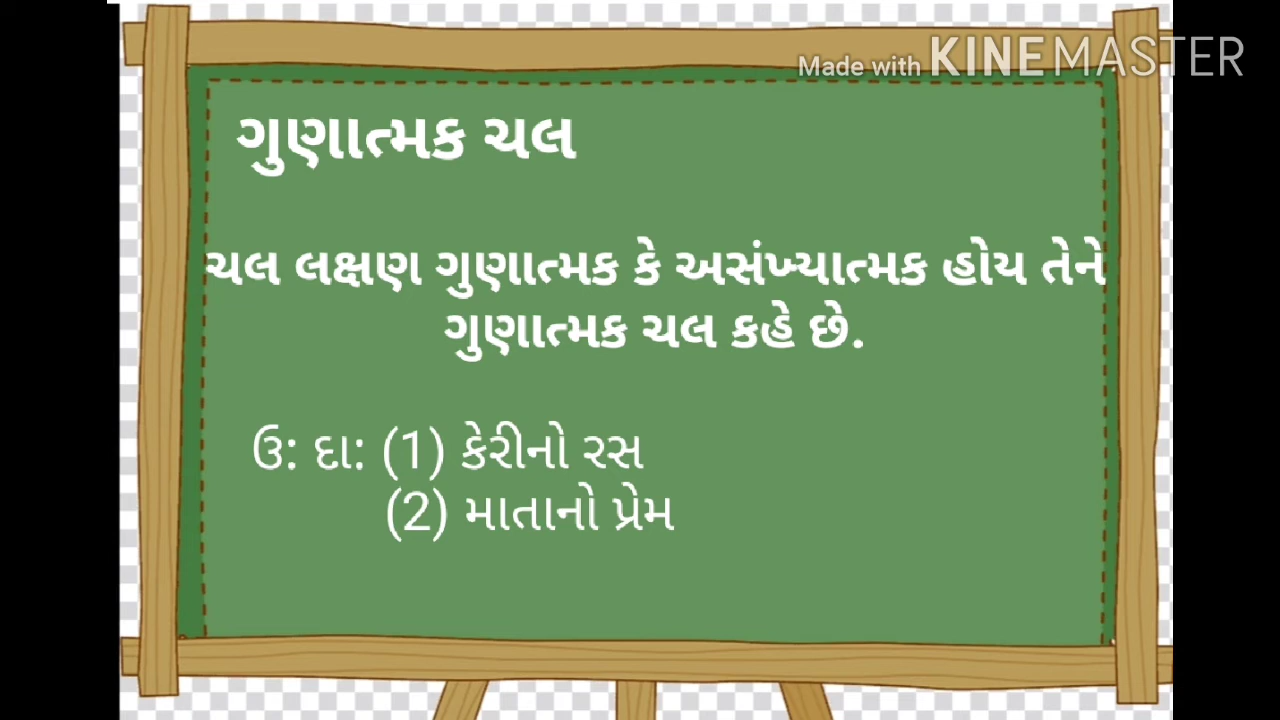 Made with KINEMASTER
ગુણાત્મક ચલ
ચલ લક્ષણ ગુણાત્મક કે અસંખ્યાત્મક હોય તેને
ગુણાત્મક ચલ કહે છે.
ઉ: દા: (1) કેરીનો રસ
(2) માતાનો પ્રેમ